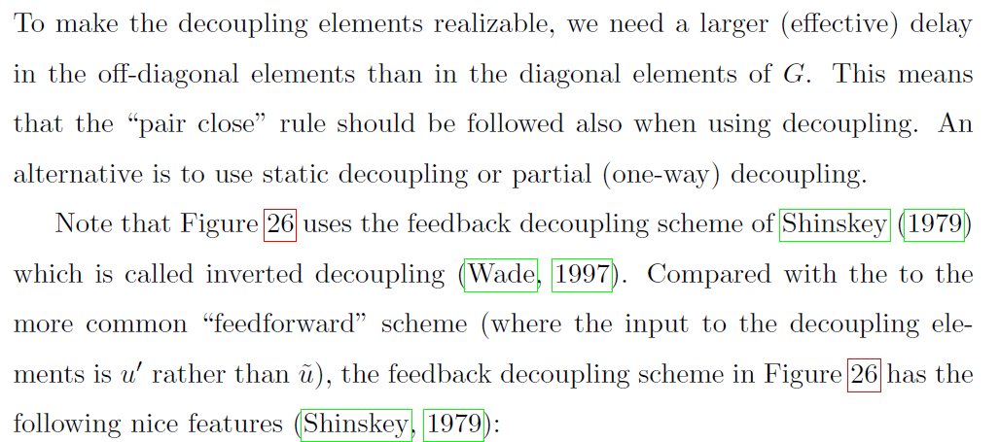 To make the decoupling elements realizable, we need a larger (effective) delay
in the off-diagonal elements than in the diagonal elements of G. This means
that the “pair close” rule should be followed also when using decoupling. An
alternative is to use static decoupling or partial (one-way) decoupling.
Note that Figure 26 uses the feedback decoupling scheme of Shinskey (1979)
which is called inverted decoupling (Wade, 1997). Compared with the to the
more common “feedforward” scheme (where the input to the decoupling ele-
ments is u′ rather than ũ), the feedback decoupling scheme in Figure 26 has the
following nice features (Shinskey, 1979):